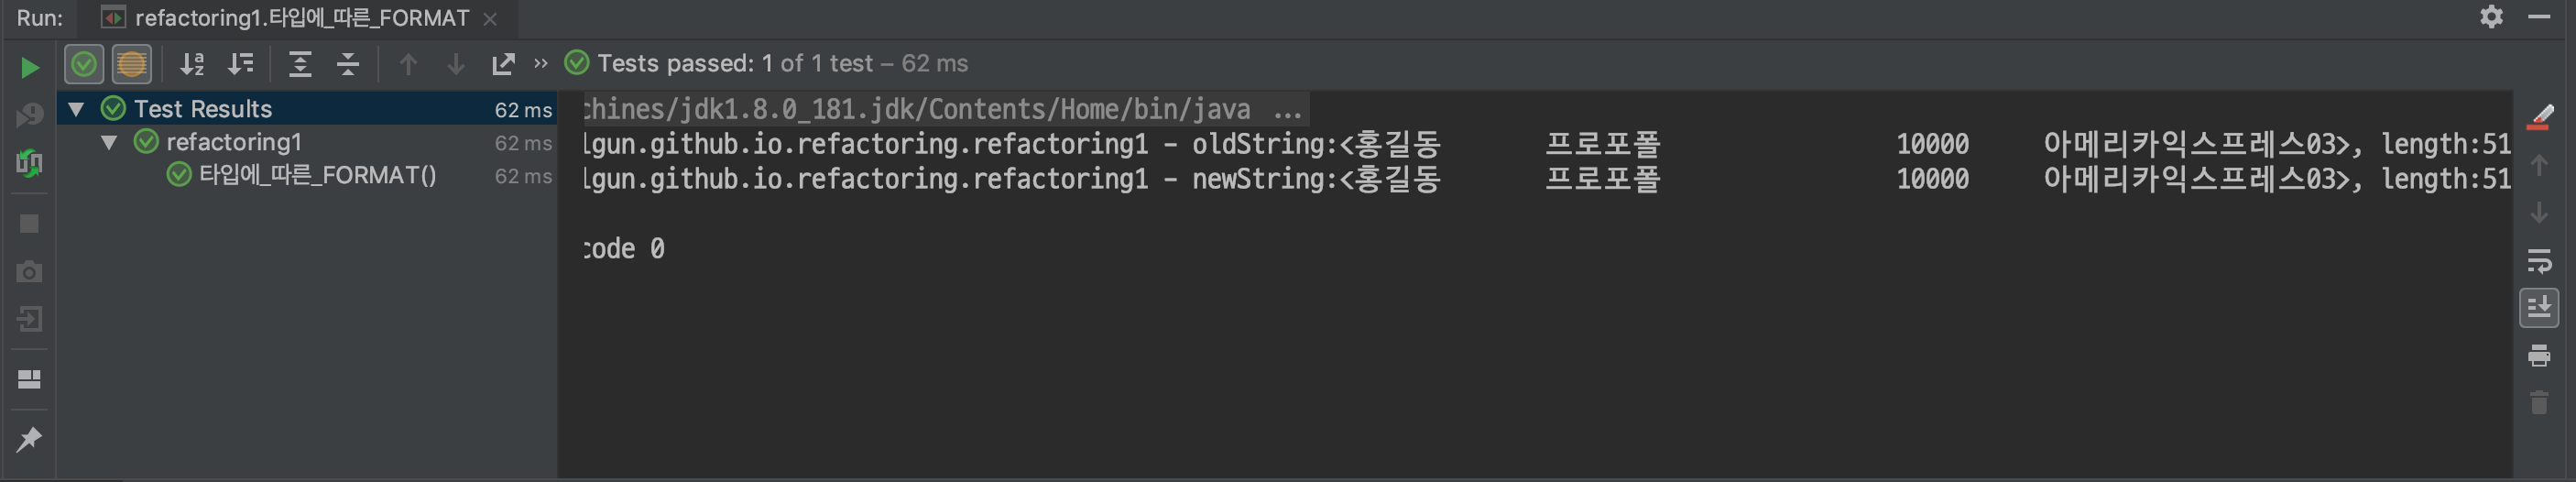 Run: refactoring1.타입에_따른_FORMAT
Tests passed: 1 of 1 test – 62 ms
Test Results 62 ms
refactoring1 62 ms
타입에_따른_FORMAT() 62 ms
chines/jdk1.8.0_181.jdk/Contents/Home/bin/java ...
lgun.github.io.refactoring.refactoring1 - oldString:<홍길동 프로포폴 10000 아메리카익스프레스03>, length:51
lgun.github.io.refactoring.refactoring1 - newString:<홍길동 프로포폴 10000 아메리카익스프레스03>, length:51
code 0